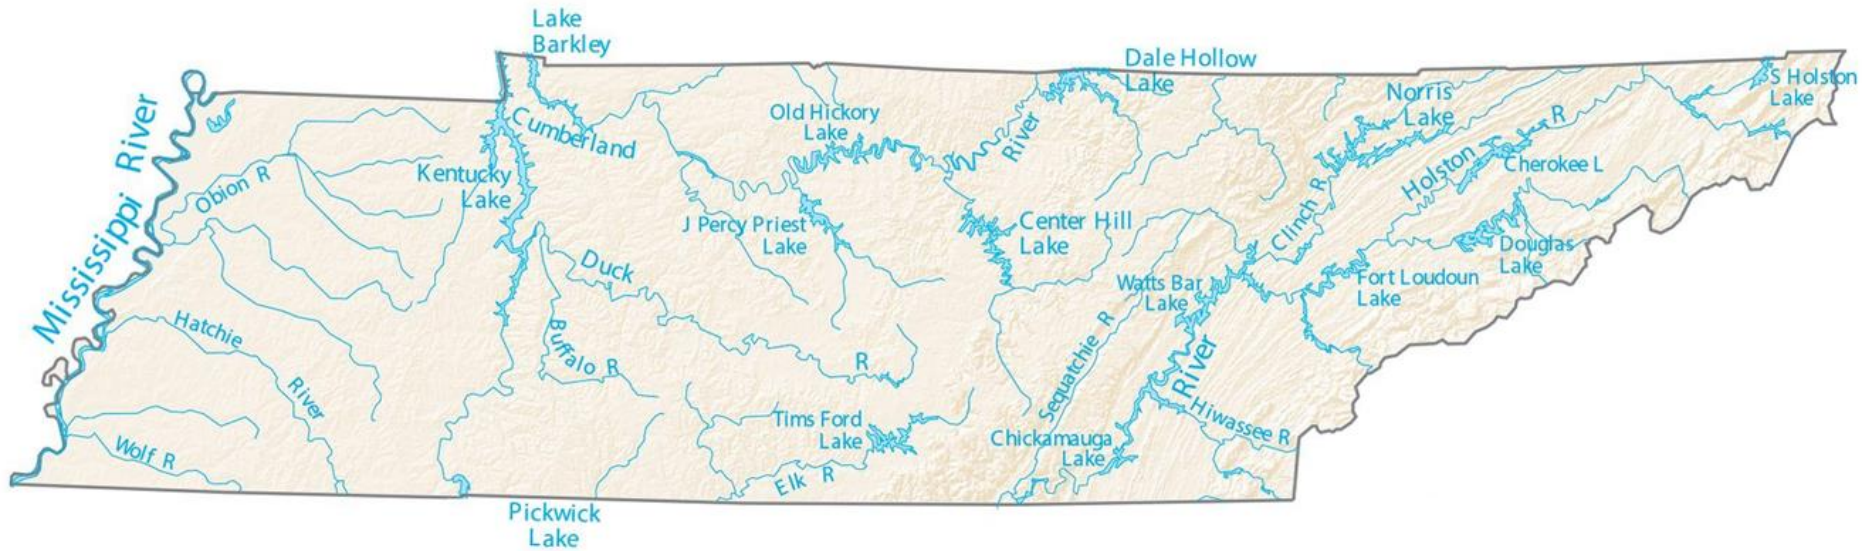 Lake
Barkley
Dale Hollow
Lake
S Holston
Lake
Norris
Lake
Mississippi River
Old Hickory
Lake
Cumberland
River
Holston R
Cherokee L
Kentucky
Lake
Obion R
Clinch R
J Percy Priest
Lake
Center Hill
Lake
Douglas
Lake
Duck R
Watts Bar
Lake
Fort Loudoun
Lake
Hatchie River
Buffalo R
Sequatchie R
River
Tims Ford
Lake
Hiwassee R
Chickamauga
Lake
Wolf R
Elk R
Pickwick
Lake